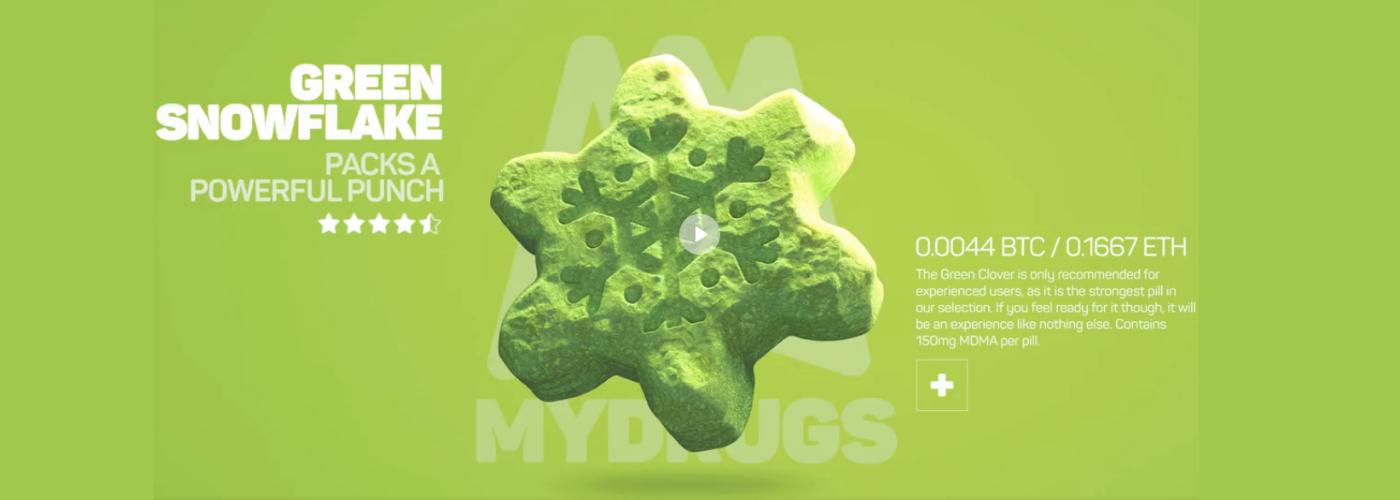 GREEN
SNOWFLAKE
PACKS A
POWERFUL PUNCH
MYDRUGS
0.0044 BTC / 0.1667 ETH
The Green Clover is only recommended for
experienced users, as it is the strongest pill in
our selection. If you feel ready for it though, it will
be an experience like nothing else. Contains
150mg MDMA per pill.